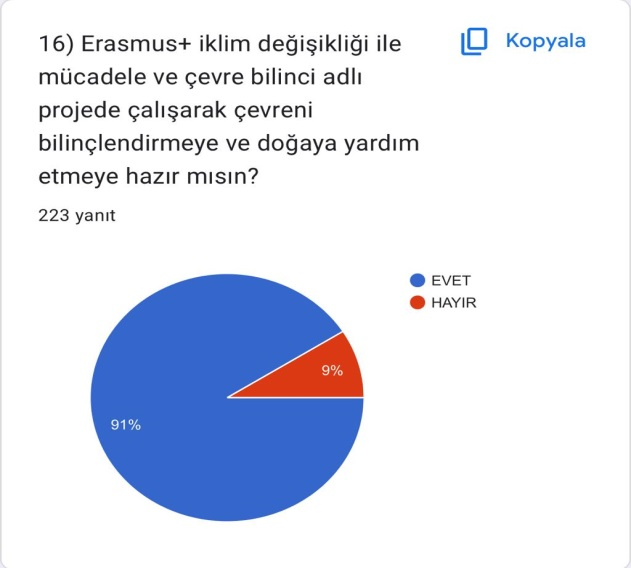 16) Erasmus+ iklim değişikliği ile
mücadele ve çevre bilinci adlı
projede çalışarak çevreni
bilinçlendirmeye ve doğaya yardım
etmeye hazır mısın?
Kopyala
223 yanıt
EVET
HAYIR
9%
91%